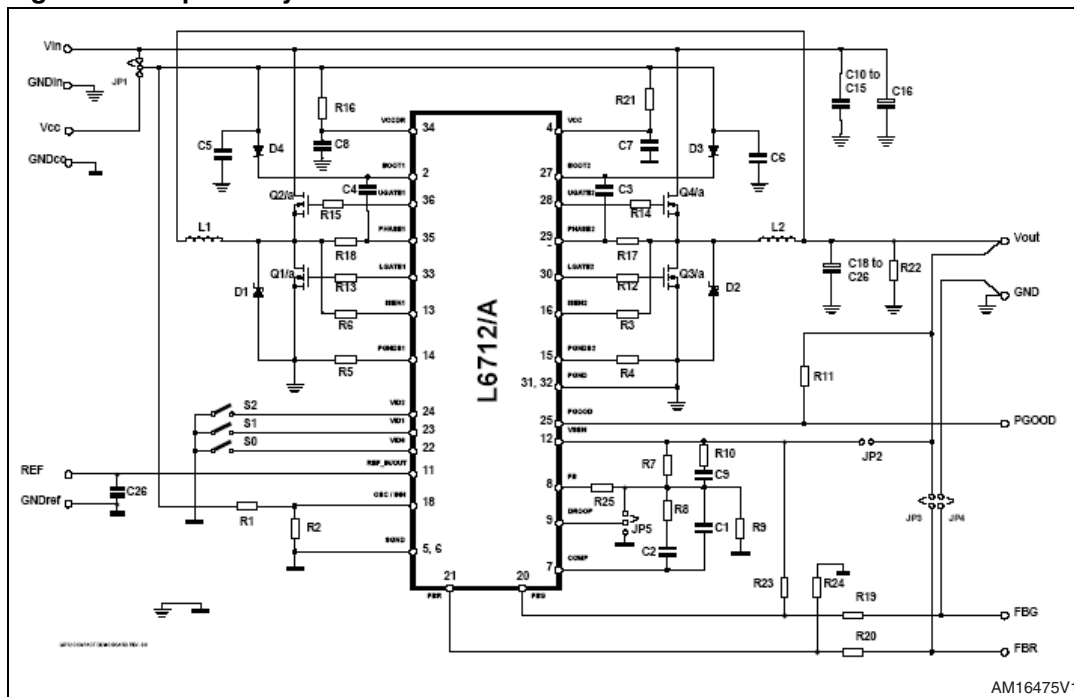 Vin
GNDin
JP1
Vcc
GNDcc
R16
C5
D4
VCCDR
34
C8
4
VCC
R21
C7
D3
C10 to
C15
C16
C6
BOOT1
2
C4
27
BOOT2
C3
Q2/a
UGATE1
36
R15
28
UGATE2
R14
Q4/a
L1
PHASE1
35
R18
29
PHASE2
R17
L2
Vout
Q1/a
LGATE1
33
R13
30
LGATE2
R12
Q3/a
C18 to
C26
R22
D1
D2
GND
ISEN1
13
R6
16
ISEN2
R3
PGNDS1
14
R5
15
PGNDS2
R4
31, 32
PGND
R11
L6712/A
S2
VID2
24
S1
VID1
23
S0
VID0
22
25
PGOOD
PGOOD
12
VSEN
JP2
REF
REF_IN/OUT
11
GNDref
C26
R7
R10
C9
8
FB
R25
OSC / INH
18
R1
R2
9
DROOP
JP5
R8
C1
R9
C2
JP3
JP4
SGND
5, 6
7
COMP
21
FBR
20
FBG
R23
R24
R19
FBG
R20
FBR
AM16475V1